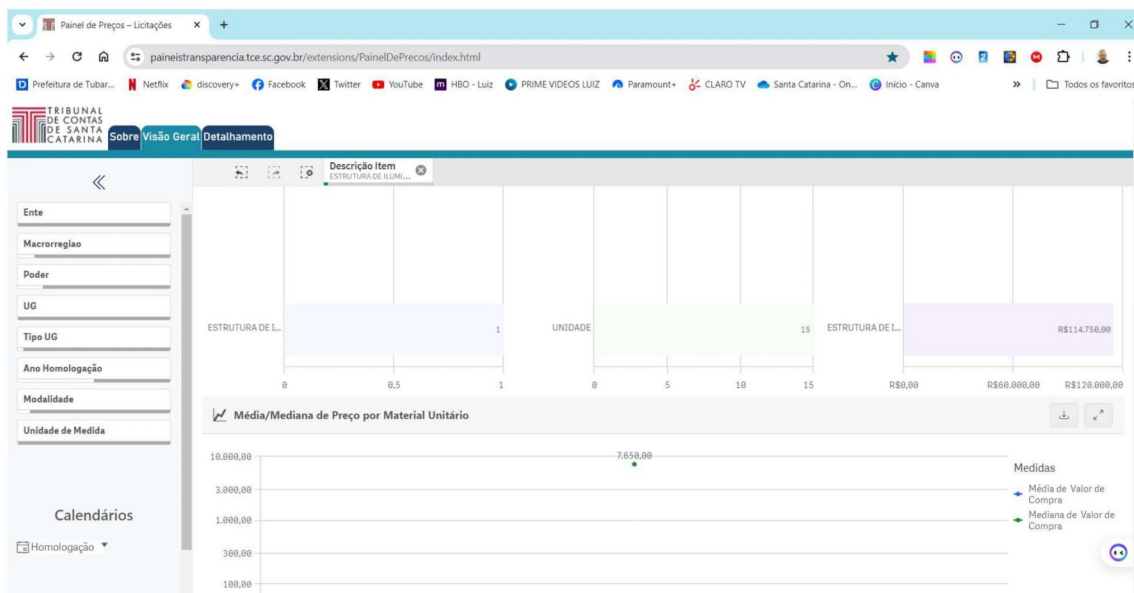 Painel de Preços – Licitações
paineistransparencia.tce.sc.gov.br/extensions/PainelDePrecos/index.html
Prefeitura de Tubar... Netflix discovery+ Facebook Twitter YouTube HBO - Luiz PRIME VIDEOS LUIZ Paramount+ CLARO TV Santa Catarina - On... Início - Canva » Todos os favoritos
TRIBUNAL
DE CONTAS
DE SANTA
CATARINA
Sobre Visão Geral Detalhamento
Descrição Item
ESTRUTURA DE ILUMI...
Ente
Macrorregiao
Poder
UG
Tipo UG
Ano Homologação
Modalidade
Unidade de Medida
Calendários
Homologação
ESTRUTURA DE I... 1
0 0,5 1
UNIDADE 15
0 5 10 15
ESTRUTURA DE I... R$114.750,00
R$0,00 R$60.000,00 R$120.000,00
Média/Mediana de Preço por Material Unitário
10.000,00
7.650,00
3.000,00
1.000,00
300,00
100,00
Medidas
Média de Valor de
Compra
Mediana de Valor de
Compra